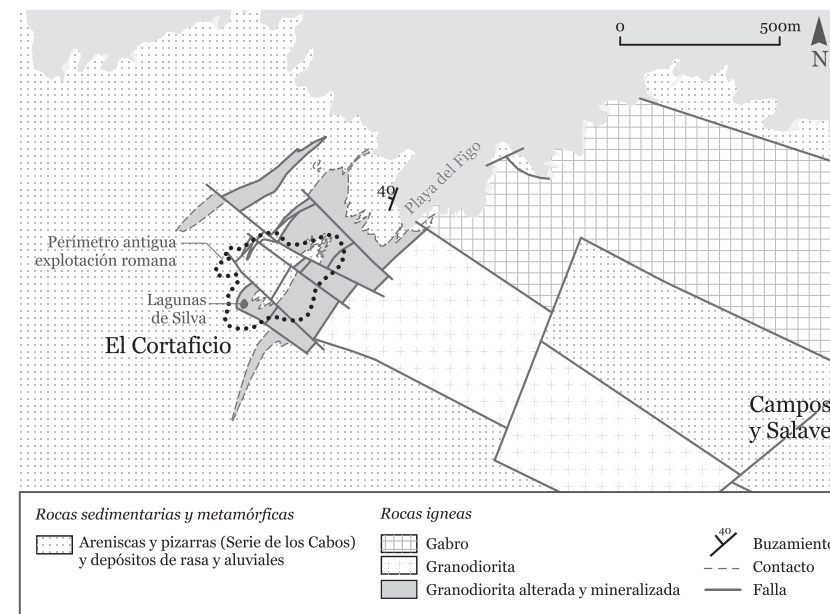 0 500m
N
Playa del Figo
40
Perímetro antigua
explotación romana
Lagunas
de Silva
El Cortaficio
Campos
y Salave
Rocas sedimentarias y metamórficas
Areniscas y pizarras (Serie de los Cabos)
y depósitos de rasa y aluviales
Rocas igneas
Gabro
Granodiorita
Granodiorita alterada y mineralizada
40
Buzamiento
Contacto
Falla